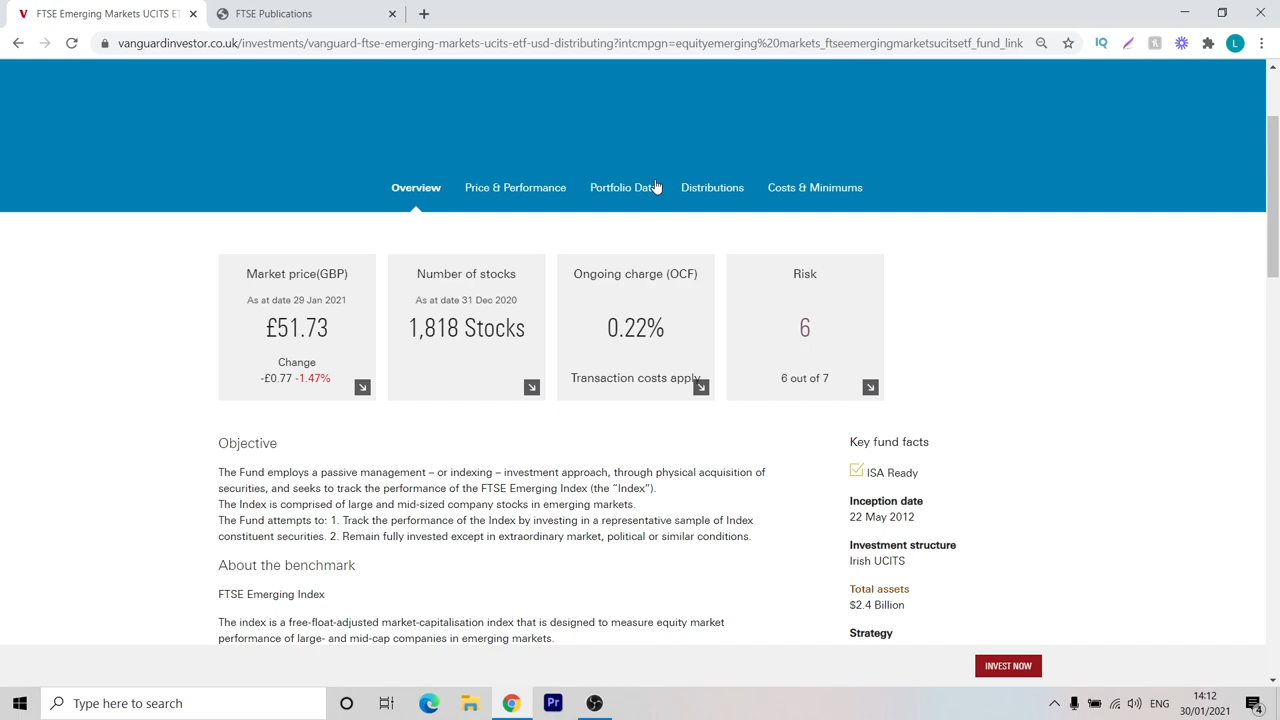 FTSE Emerging Markets UCITS ET
FTSE Publications
vanguardinvestor.co.uk/investments/vanguard-ftse-emerging-markets-ucits-etf-usd-distributing?intcmpgn=equityemerging%20markets_ftseemergingmarketsucitsetf_fund_link
Overview
Price & Performance
Portfolio Data
Distributions
Costs & Minimums
Market price(GBP)
As at date 29 Jan 2021
£51.73
Change
-£0.77 -1.47%
Number of stocks
As at date 31 Dec 2020
1,818 Stocks
Ongoing charge (OCF)
0.22%
Transaction costs apply
Risk
6
6 out of 7
Objective
The Fund employs a passive management – or indexing – investment approach, through physical acquisition of
securities, and seeks to track the performance of the FTSE Emerging Index (the “Index”).
The Index is comprised of large and mid-sized company stocks in emerging markets.
The Fund attempts to: 1. Track the performance of the Index by investing in a representative sample of Index
constituent securities. 2. Remain fully invested except in extraordinary market, political or similar conditions.
About the benchmark
FTSE Emerging Index
The index is a free-float-adjusted market-capitalisation index that is designed to measure equity market
performance of large- and mid-cap companies in emerging markets.
Key fund facts
ISA Ready
Inception date
22 May 2012
Investment structure
Irish UCITS
Total assets
$2.4 Billion
Strategy
INVEST NOW
Type here to search
Pr
ENG
14:12
30/01/2021
4
L
IQ